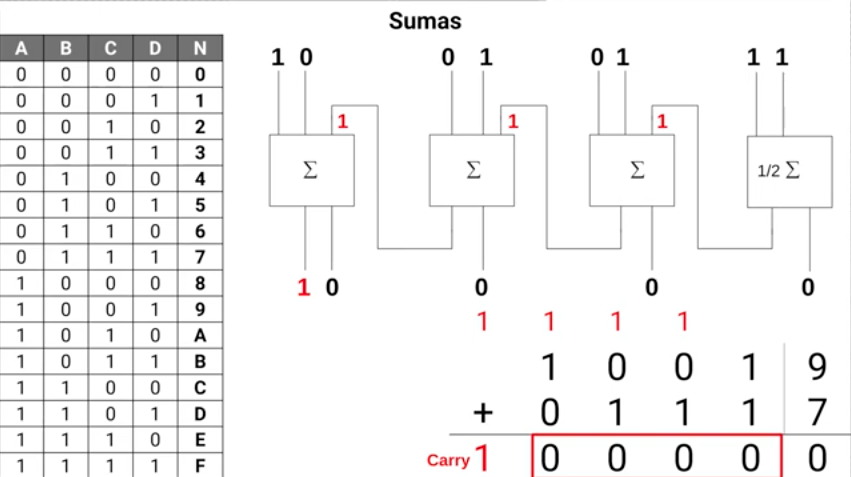 Sumas
A B C D N
0 0 0 0 0
0 0 0 1 1
0 0 1 0 2
0 0 1 1 3
0 1 0 0 4
0 1 0 1 5
0 1 1 0 6
0 1 1 1 7
1 0 0 0 8
1 0 0 1 9
1 0 1 0 A
1 0 1 1 B
1 1 0 0 C
1 1 0 1 D
1 1 1 0 E
1 1 1 1 F
1 0 0 1 0 1 1 1
1 1 1
Σ Σ Σ 1/2 Σ
1 0 0 0 0
1 1 1 1
1 0 0 1 9
+ 0 1 1 1 7
Carry 1 0 0 0 0 0